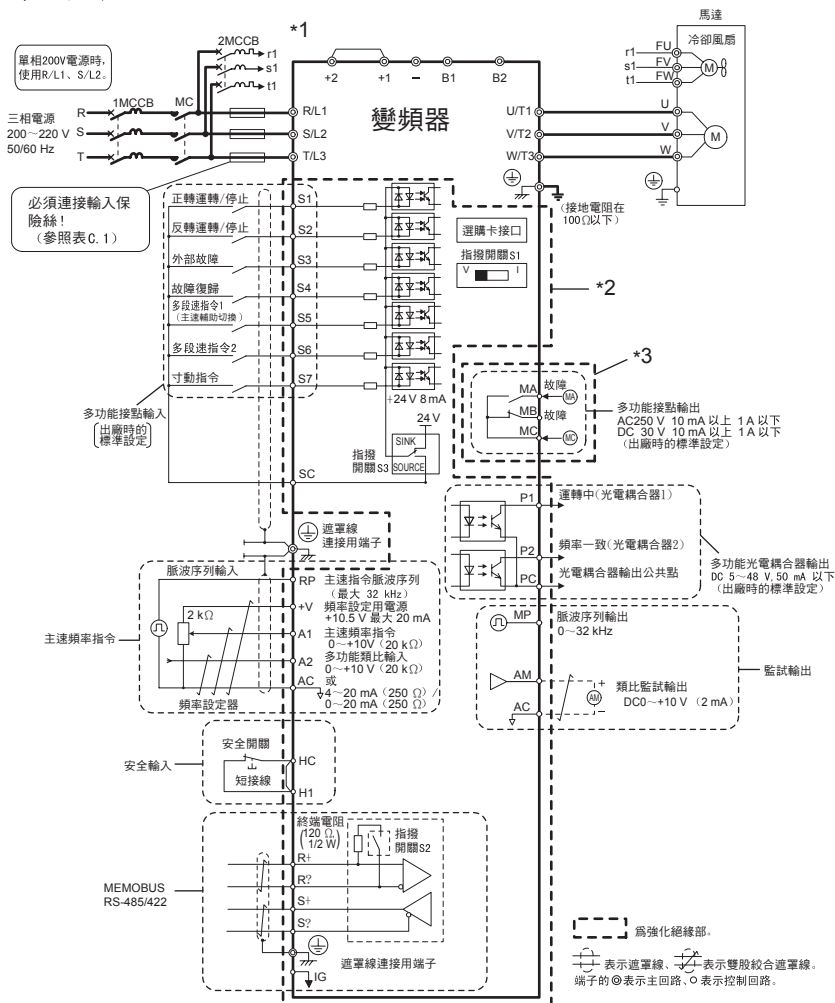 *1
2MCCB
r1
s1
t1
單相200V電源時,
使用R/L1、S/L2。
三相電源
200～220 V
50/60 Hz
R
S
T
1MCCB
MC
+2
+1
−
B1
B2
R/L1
S/L2
T/L3
變頻器
U/T1
V/T2
W/T3
馬達
冷卻風扇
r1
FU
s1
FV
t1
FW
M
U
V
W
M
(接地電阻在
100Ω以下)
必須連接輸入保
險絲！
(參照表C.1)
正轉運轉/停止
S1
反轉運轉/停止
S2
外部故障
S3
故障復歸
S4
多段速指令1
(主速輔助切換)
S5
多段速指令2
S6
寸動指令
S7
多功能接點輸入
出廠時的
標準設定
選購卡接口
指撥開關S1
V
I
*2
+24V 8mA
24V
SINK
SOURCE
指撥
開關S3
SC
*3
MA
故障
MA
MB
故障
MC
MC
多功能接點輸出
AC250 V 10 mA 以上 1 A 以下
DC 30 V 10 mA 以上 1 A 以下
(出廠時的標準設定)
遮罩線
連接用端子
P1
運轉中(光電耦合器1)
P2
頻率一致(光電耦合器2)
PC
光電耦合器輸出公共點
多功能光電耦合器輸出
DC 5～48 V,50 mA 以下
(出廠時的標準設定)
主速頻率指令
脈波序列輸入
2 kΩ
頻率設定器
RP
主速指令脈波序列
(最大 32 kHz)
+V
頻率設定用電源
+10.5 V 最大 20 mA
A1
主速頻率指令
0～+10V (20 kΩ)
A2
多功能類比輸入
0～+10 V (20 kΩ)
AC
或
4～20 mA (250 Ω) /
0～20 mA (250 Ω)
MP
脈波序列輸出
0～32 kHz
AM
AM
+
−
類比監試輸出
DC0～+10 V (2 mA)
AC
監試輸出
安全輸入
安全開關
短接線
HC
H1
MEMOBUS
RS-485/422
終端電阻
(120 Ω,
1/2 W)
指撥
開關S2
R+
R?
S+
S?
遮罩線連接用端子
IG
爲強化絕緣部。
表示遮罩線、表示雙股絞合遮罩線。
端子的◎表示主回路、○表示控制回路。